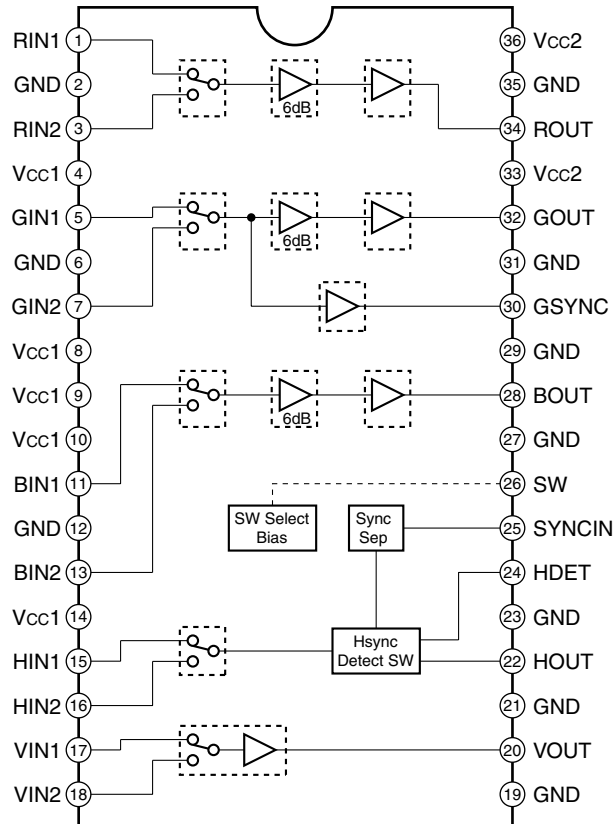 RIN1 1
GND 2
RIN2 3
Vcc1 4
GIN1 5
GND 6
GIN2 7
Vcc1 8
Vcc1 9
Vcc1 10
BIN1 11
GND 12
BIN2 13
Vcc1 14
HIN1 15
HIN2 16
VIN1 17
VIN2 18
6dB
6dB
6dB
SW Select
Bias
Sync
Sep
Hsync
Detect SW
36 Vcc2
35 GND
34 ROUT
33 Vcc2
32 GOUT
31 GND
30 GSYNC
29 GND
28 BOUT
27 GND
26 SW
25 SYNCIN
24 HDET
23 GND
22 HOUT
21 GND
20 VOUT
19 GND